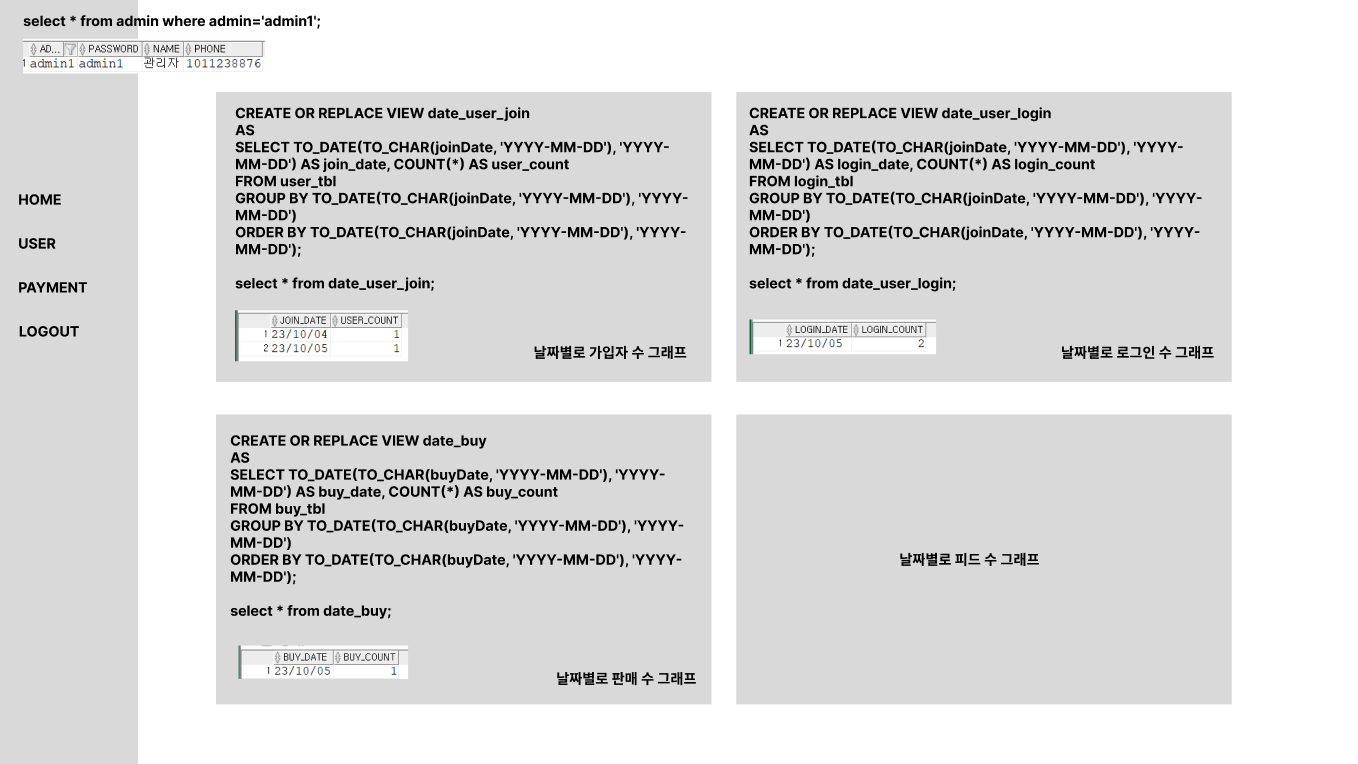 select * from admin where admin='admin1';
AD... PASSWORD NAME PHONE
1 admin1 admin1 관리자 1011238876
HOME
USER
PAYMENT
LOGOUT
CREATE OR REPLACE VIEW date_user_join
AS
SELECT TO_DATE(TO_CHAR(joinDate, 'YYYY-MM-DD'), 'YYYY-
MM-DD') AS join_date, COUNT(*) AS user_count
FROM user_tbl
GROUP BY TO_DATE(TO_CHAR(joinDate, 'YYYY-MM-DD'), 'YYYY-
MM-DD')
ORDER BY TO_DATE(TO_CHAR(joinDate, 'YYYY-MM-DD'), 'YYYY-
MM-DD');
select * from date_user_join;
JOIN_DATE USER_COUNT
1 23/10/04 1
2 23/10/05 1
날짜별로 가입자 수 그래프
CREATE OR REPLACE VIEW date_user_login
AS
SELECT TO_DATE(TO_CHAR(joinDate, 'YYYY-MM-DD'), 'YYYY-
MM-DD') AS login_date, COUNT(*) AS login_count
FROM login_tbl
GROUP BY TO_DATE(TO_CHAR(joinDate, 'YYYY-MM-DD'), 'YYYY-
MM-DD')
ORDER BY TO_DATE(TO_CHAR(joinDate, 'YYYY-MM-DD'), 'YYYY-
MM-DD');
select * from date_user_login;
LOGIN_DATE LOGIN_COUNT
1 23/10/05 2
날짜별로 로그인 수 그래프
CREATE OR REPLACE VIEW date_buy
AS
SELECT TO_DATE(TO_CHAR(buyDate, 'YYYY-MM-DD'), 'YYYY-
MM-DD') AS buy_date, COUNT(*) AS buy_count
FROM buy_tbl
GROUP BY TO_DATE(TO_CHAR(buyDate, 'YYYY-MM-DD'), 'YYYY-
MM-DD')
ORDER BY TO_DATE(TO_CHAR(buyDate, 'YYYY-MM-DD'), 'YYYY-
MM-DD');
select * from date_buy;
BUY_DATE BUY_COUNT
1 23/10/05 1
날짜별로 판매 수 그래프
날짜별로 피드 수 그래프